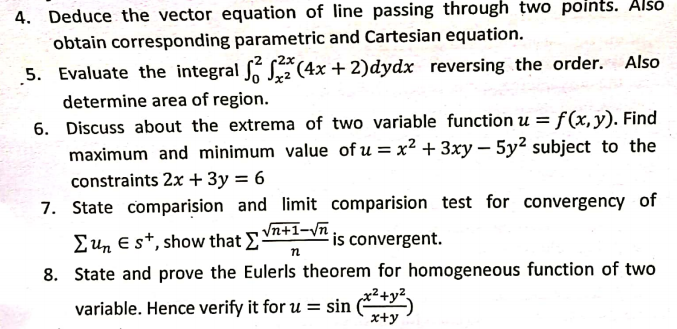 4. Deduce the vector equation of line passing through two points. Also
obtain corresponding parametric and Cartesian equation.
5. Evaluate the integral ∫₀² ∫ₓ²²ˣ (4x + 2)dydx reversing the order. Also
determine area of region.
6. Discuss about the extrema of two variable function u = f(x, y). Find
maximum and minimum value of u = x² + 3xy − 5y² subject to the
constraints 2x + 3y = 6
7. State comparision and limit comparision test for convergency of
∑uₙ ∈ s⁺, show that ∑ (√n+1−√n)/n is convergent.
8. State and prove the Eulerls theorem for homogeneous function of two
variable. Hence verify it for u = sin (x²+y²/x+y)